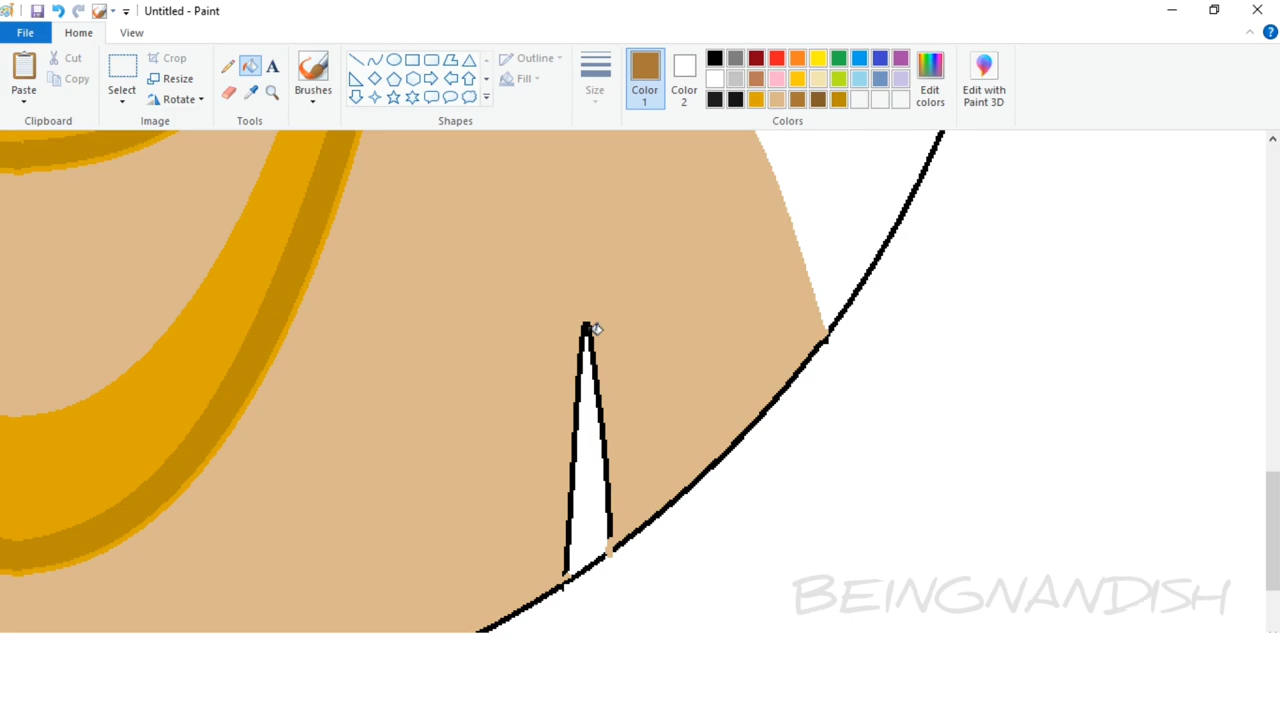 Untitled - Paint
File Home View
Paste
Cut
Copy
Clipboard
Select
Crop
Resize
Rotate
Image
A
Tools
Brushes
Outline
Fill
Shapes
Size
Color 1
Color 2
Colors
Edit colors
Edit with Paint 3D
BEINGNANDISH